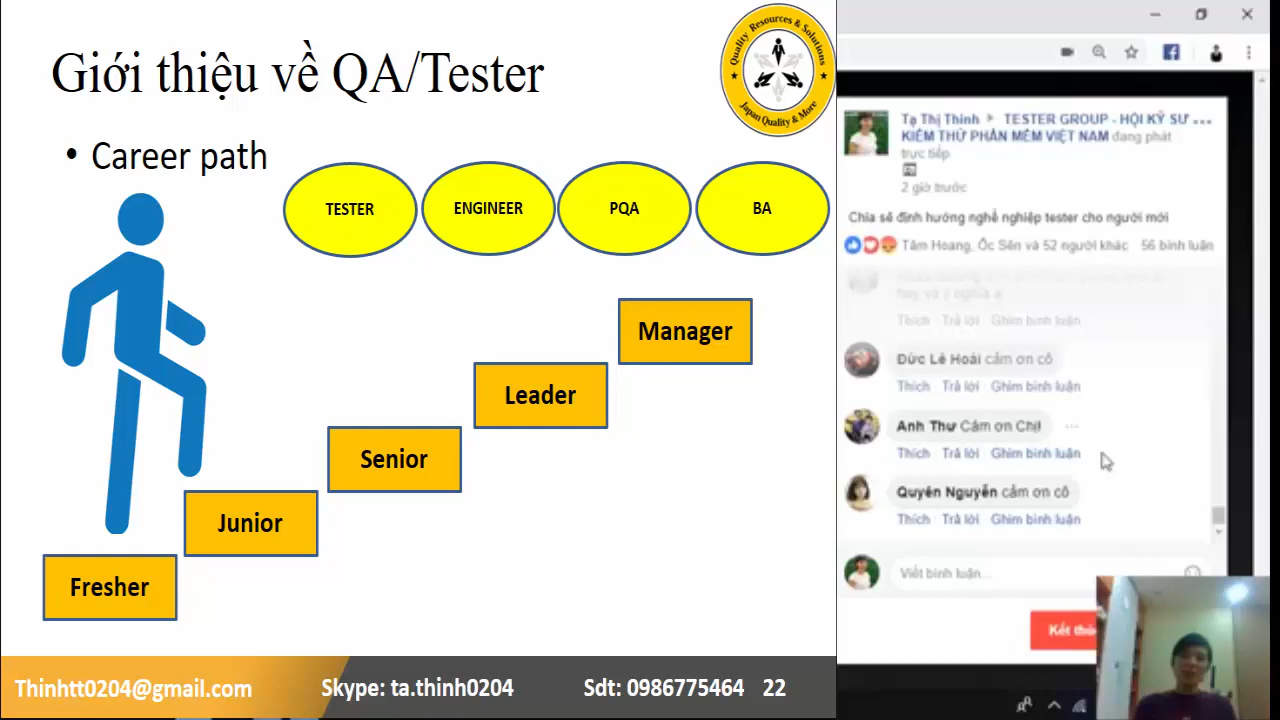 Giới thiệu về QA/Tester
Quality Resources & Solutions
Japan Quality & More
• Career path
TESTER
ENGINEER
PQA
BA
Manager
Leader
Senior
Junior
Fresher
Thinhtt0204@gmail.com
Skype: ta.thinh0204
Sdt: 0986775464
22
Tạ Thị Thinh TESTER GROUP - HỘI KỸ SƯ ...
KIỂM THỬ PHẦN MỀM VIỆT NAM đang phát
trực tiếp
2 giờ trước
Chia sẽ định hướng nghề nghiệp tester cho người mới
Tâm Hoang, Ốc Sên và 52 người khác 56 bình luận
hay và ý nghĩa ạ
Thích Trả lời Ghim bình luận
Đức Lê Hoài cảm ơn cô
Thích Trả lời Ghim bình luận
Anh Thư Cảm ơn Chị!
Thích Trả lời Ghim bình luận
Quyên Nguyễn cảm ơn cô
Thích Trả lời Ghim bình luận
Viết bình luận...
Kết thú